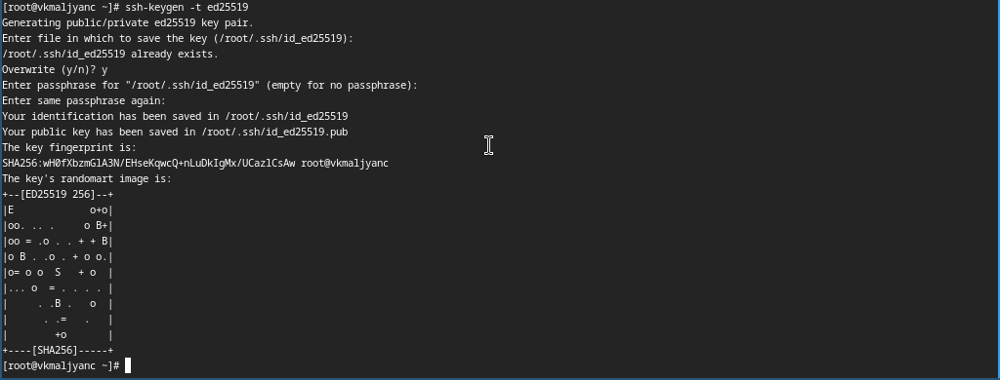 [root@vkmaljyanc ~]# ssh-keygen -t ed25519
Generating public/private ed25519 key pair.
Enter file in which to save the key (/root/.ssh/id_ed25519):
/root/.ssh/id_ed25519 already exists.
Overwrite (y/n)? y
Enter passphrase for "/root/.ssh/id_ed25519" (empty for no passphrase):
Enter same passphrase again:
Your identification has been saved in /root/.ssh/id_ed25519
Your public key has been saved in /root/.ssh/id_ed25519.pub
The key fingerprint is:
SHA256:wH0fXbzmGlA3N/EHseKqwcQ+nLuDkIgMx/UCazlCsAw root@vkmaljyanc
The key's randomart image is:
+--[ED25519 256]--+
|E             o+o|
|oo. .. .     o B+|
|oo = .o . . + + B|
|o B . .o . + o o.|
|o= o o  S   + o  |
|... o  = . . . . |
|     . .B .   o  |
|      . .=   .   |
|        +o       |
+----[SHA256]-----+
[root@vkmaljyanc ~]#